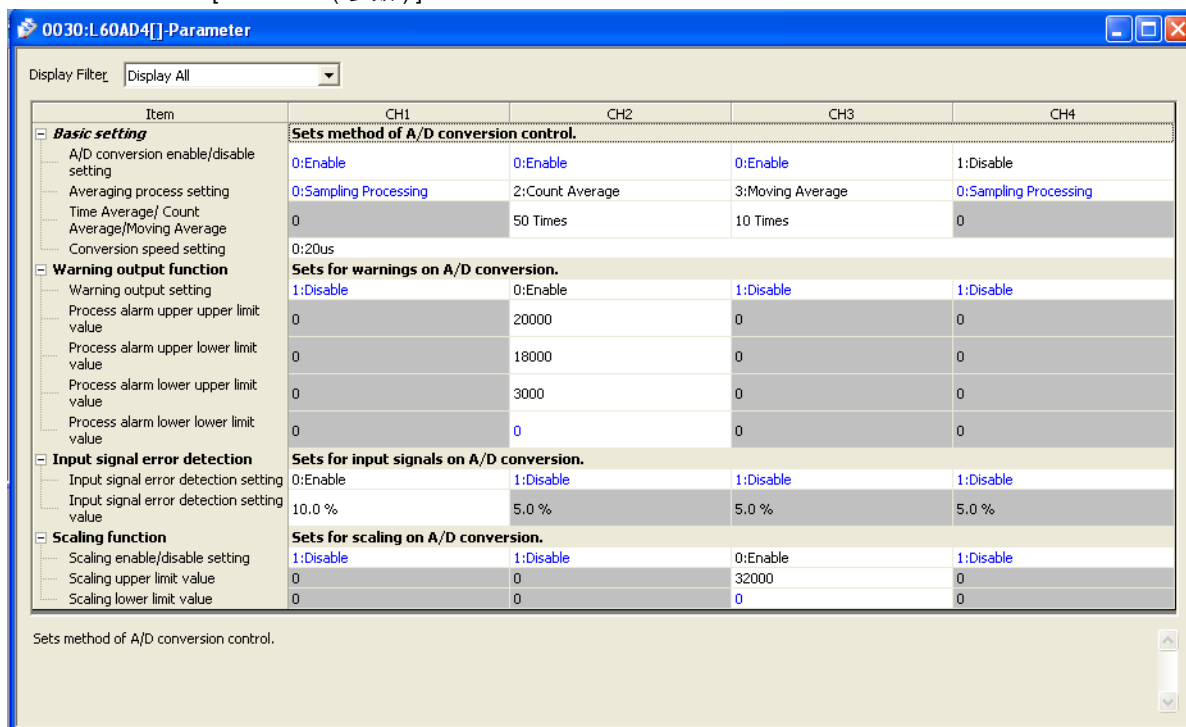 0030:L60AD4[]-Parameter
Display Filter Display All
Item CH1 CH2 CH3 CH4
Basic setting Sets method of A/D conversion control.
A/D conversion enable/disable
setting 0:Enable 0:Enable 0:Enable 1:Disable
Averaging process setting 0:Sampling Processing 2:Count Average 3:Moving Average 0:Sampling Processing
Time Average/ Count
Average/Moving Average 0 50 Times 10 Times 0
Conversion speed setting 0:20us
Warning output function Sets for warnings on A/D conversion.
Warning output setting 1:Disable 0:Enable 1:Disable 1:Disable
Process alarm upper upper limit
value 0 20000 0 0
Process alarm upper lower limit
value 0 18000 0 0
Process alarm lower upper limit
value 0 3000 0 0
Process alarm lower lower limit
value 0 0 0 0
Input signal error detection Sets for input signals on A/D conversion.
Input signal error detection setting 0:Enable 1:Disable 1:Disable 1:Disable
Input signal error detection setting
value 10.0 % 5.0 % 5.0 % 5.0 %
Scaling function Sets for scaling on A/D conversion.
Scaling enable/disable setting 1:Disable 1:Disable 0:Enable 1:Disable
Scaling upper limit value 0 0 32000 0
Scaling lower limit value 0 0 0 0
Sets method of A/D conversion control.